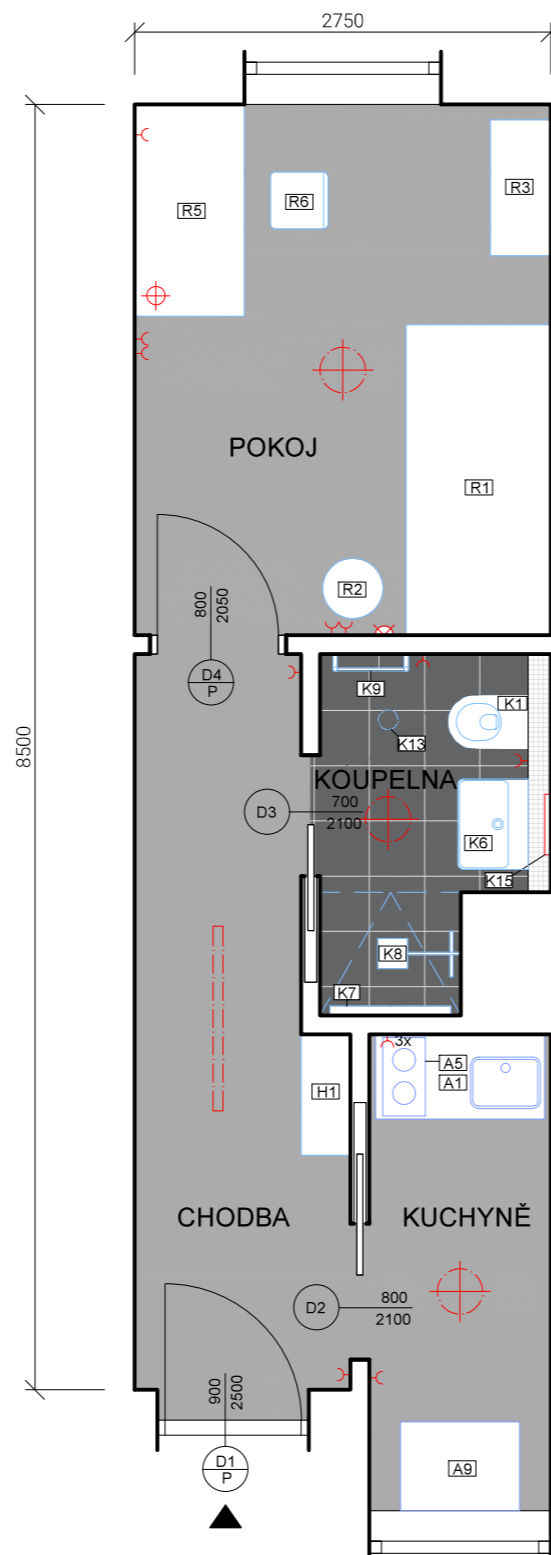 2750
8500
R5
R6
R3
POKOJ
R1
R2
800
2050
D4
P
K9
K1
K13
KOUPELNA
D3
700
2100
K6
K15
K8
K7
3x
A5
A1
H1
CHODBA
KUCHYNĚ
D2
800
2100
900
2500
D1
P
A9